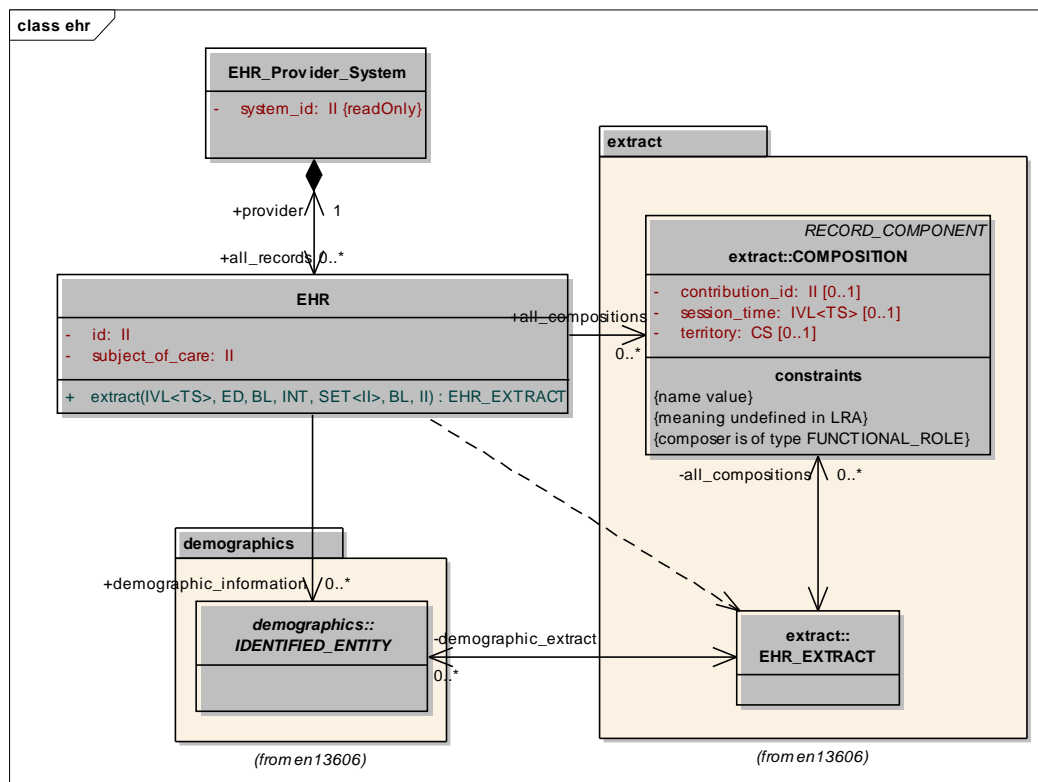 class ehr
EHR_Provider_System
- system_id: II {readOnly}
+provider 1
+all_records 0..*
EHR
- id: II
- subject_of_care: II
+ extract(IVL<TS>, ED, BL, INT, SET<II>, BL, II) : EHR_EXTRACT
extract
RECORD_COMPONENT
extract::COMPOSITION
- contribution_id: II [0..1]
- session_time: IVL<TS> [0..1]
- territory: CS [0..1]
constraints
{name value}
{meaning undefined in LRA}
{composer is of type FUNCTIONAL_ROLE}
+all_compositions
0..*
-all_compositions 0..*
demographics
+demographic_information 0..*
demographics::
IDENTIFIED_ENTITY
-demographic_extract
0..*
extract::
EHR_EXTRACT
(from en13606)
(from en13606)